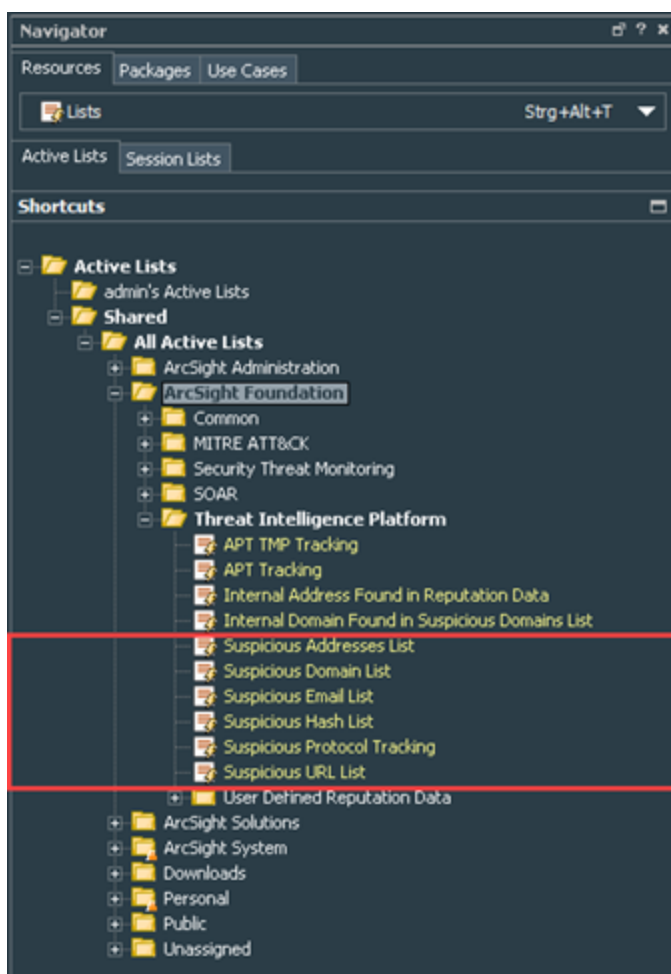 Navigator
Resources Packages Use Cases
Lists Strg+Alt+T
Active Lists Session Lists
Shortcuts
Active Lists
admin's Active Lists
Shared
All Active Lists
ArcSight Administration
ArcSight Foundation
Common
MITRE ATT&CK
Security Threat Monitoring
SOAR
Threat Intelligence Platform
APT TMP Tracking
APT Tracking
Internal Address Found in Reputation Data
Internal Domain Found in Suspicious Domains List
Suspicious Addresses List
Suspicious Domain List
Suspicious Email List
Suspicious Hash List
Suspicious Protocol Tracking
Suspicious URL List
User Defined Reputation Data
ArcSight Solutions
ArcSight System
Downloads
Personal
Public
Unassigned